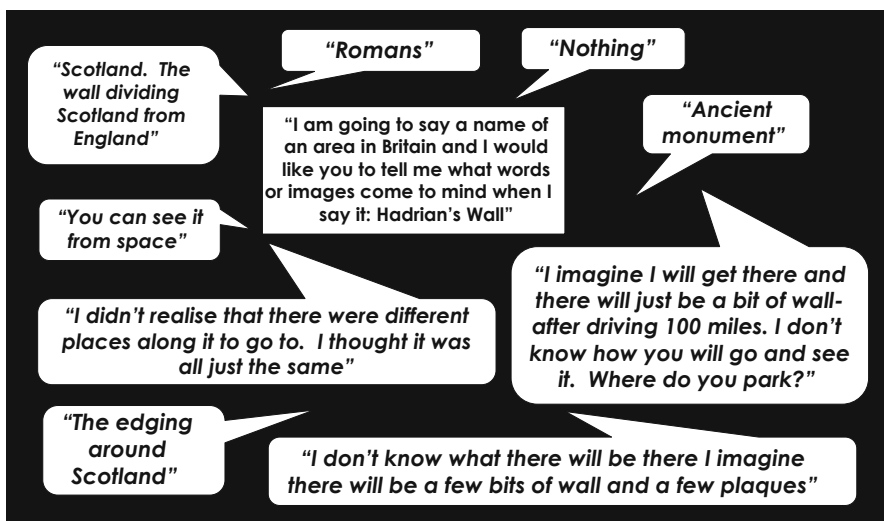 “Romans”
“Nothing”
“Scotland.  The
wall dividing
Scotland from
England”
“I am going to say a name of
an area in Britain and I would
like you to tell me what words
or images come to mind when I
say it: Hadrian’s Wall”
“Ancient
monument”
“You can see it
from space”
“I imagine I will get there and
there will just be a bit of wall-
after driving 100 miles. I don’t
know how you will go and see
it.  Where do you park?”
“I didn’t realise that there were different
places along it to go to.  I thought it was
all just the same”
“The edging
around
Scotland”
“I don’t know what there will be there I imagine
there will be a few bits of wall and a few plaques”